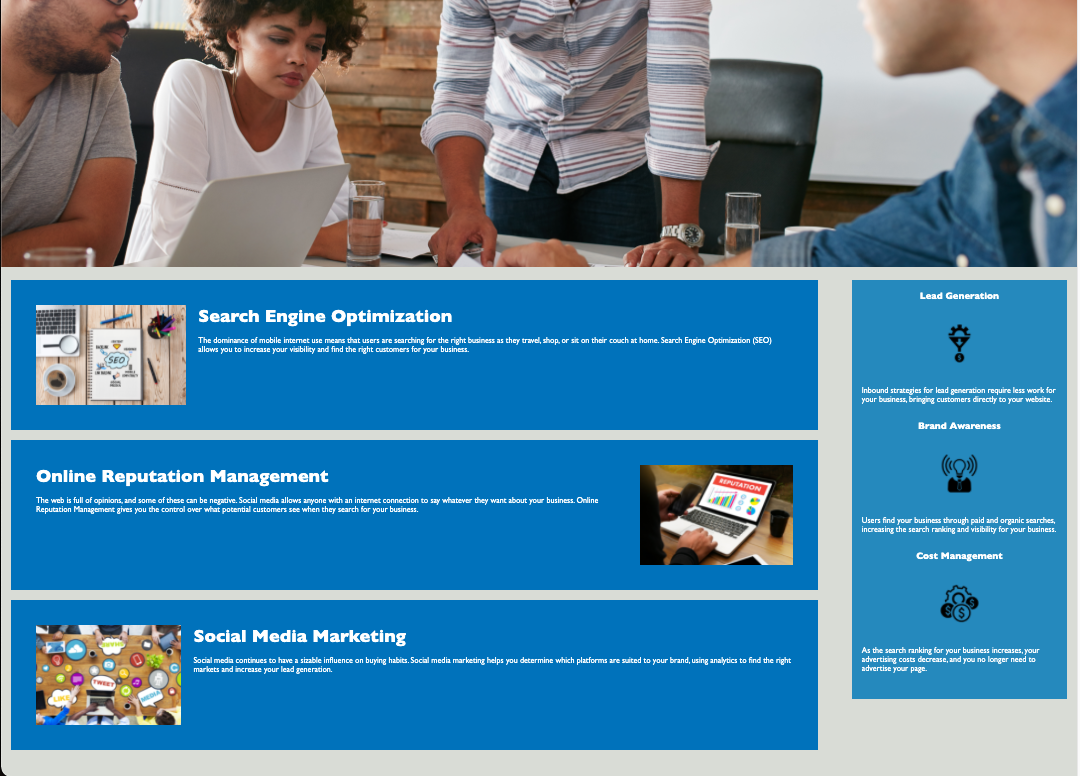 Search Engine Optimization
The dominance of mobile internet use means that users are searching for the right business as they travel, shop, or sit on their couch at home. Search Engine Optimization (SEO)
allows you to increase your visibility and find the right customers for your business.
SEO
Online Reputation Management
The web is full of opinions, and some of these can be negative. Social media allows anyone with an internet connection to say whatever they want about your business. Online
Reputation Management gives you the control over what potential customers see when they search for your business.
REPUTATION
Social Media Marketing
Social media continues to have a sizable influence on buying habits. Social media marketing helps you determine which platforms are suited to your brand, using analytics to find the right
markets and increase your lead generation.
TWEET
LIKE
MEDIA
Lead Generation
Inbound strategies for lead generation require less work for
your business, bringing customers directly to your website.
Brand Awareness
Users find your business through paid and organic searches,
increasing the search ranking and visibility for your business.
Cost Management
As the search ranking for your business increases, your
advertising costs decrease, and you no longer need to
advertise your page.